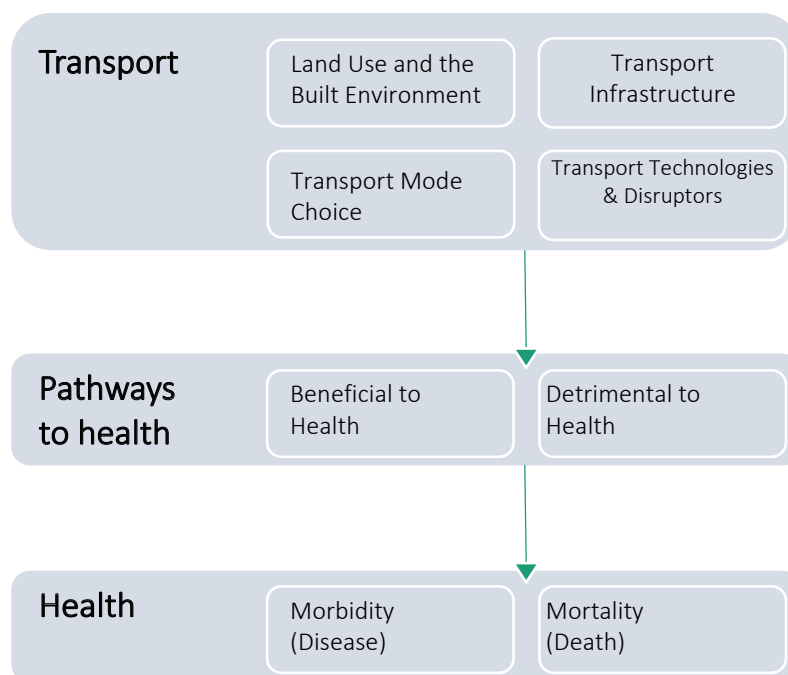 Transport
Land Use and the
Built Environment
Transport
Infrastructure
Transport Mode
Choice
Transport Technologies
& Disruptors
Pathways
to health
Beneficial to
Health
Detrimental to
Health
Health
Morbidity
(Disease)
Mortality
(Death)